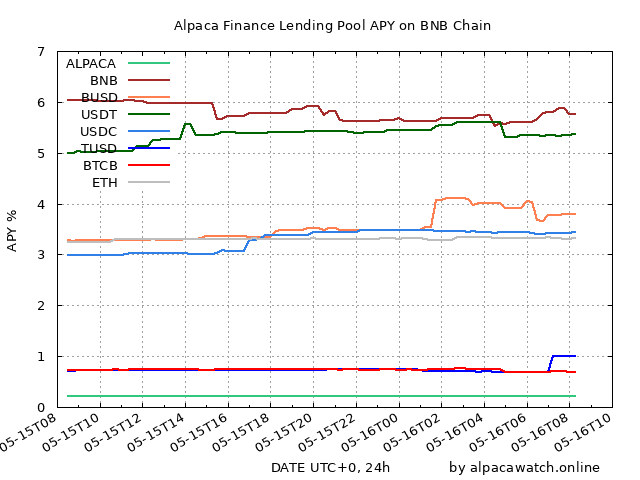 Alpaca Finance Lending Pool APY on BNB Chain
7
6
5
4
3
2
1
0
APY %
ALPACA
BNB
BUSD
USDT
USDC
TUSD
BTCB
ETH
05-15T08
05-15T10
05-15T12
05-15T14
05-15T16
05-15T18
05-15T20
05-15T22
05-16T00
05-16T02
05-16T04
05-16T06
05-16T08
05-16T10
DATE UTC+0, 24h
by alpacawatch.online